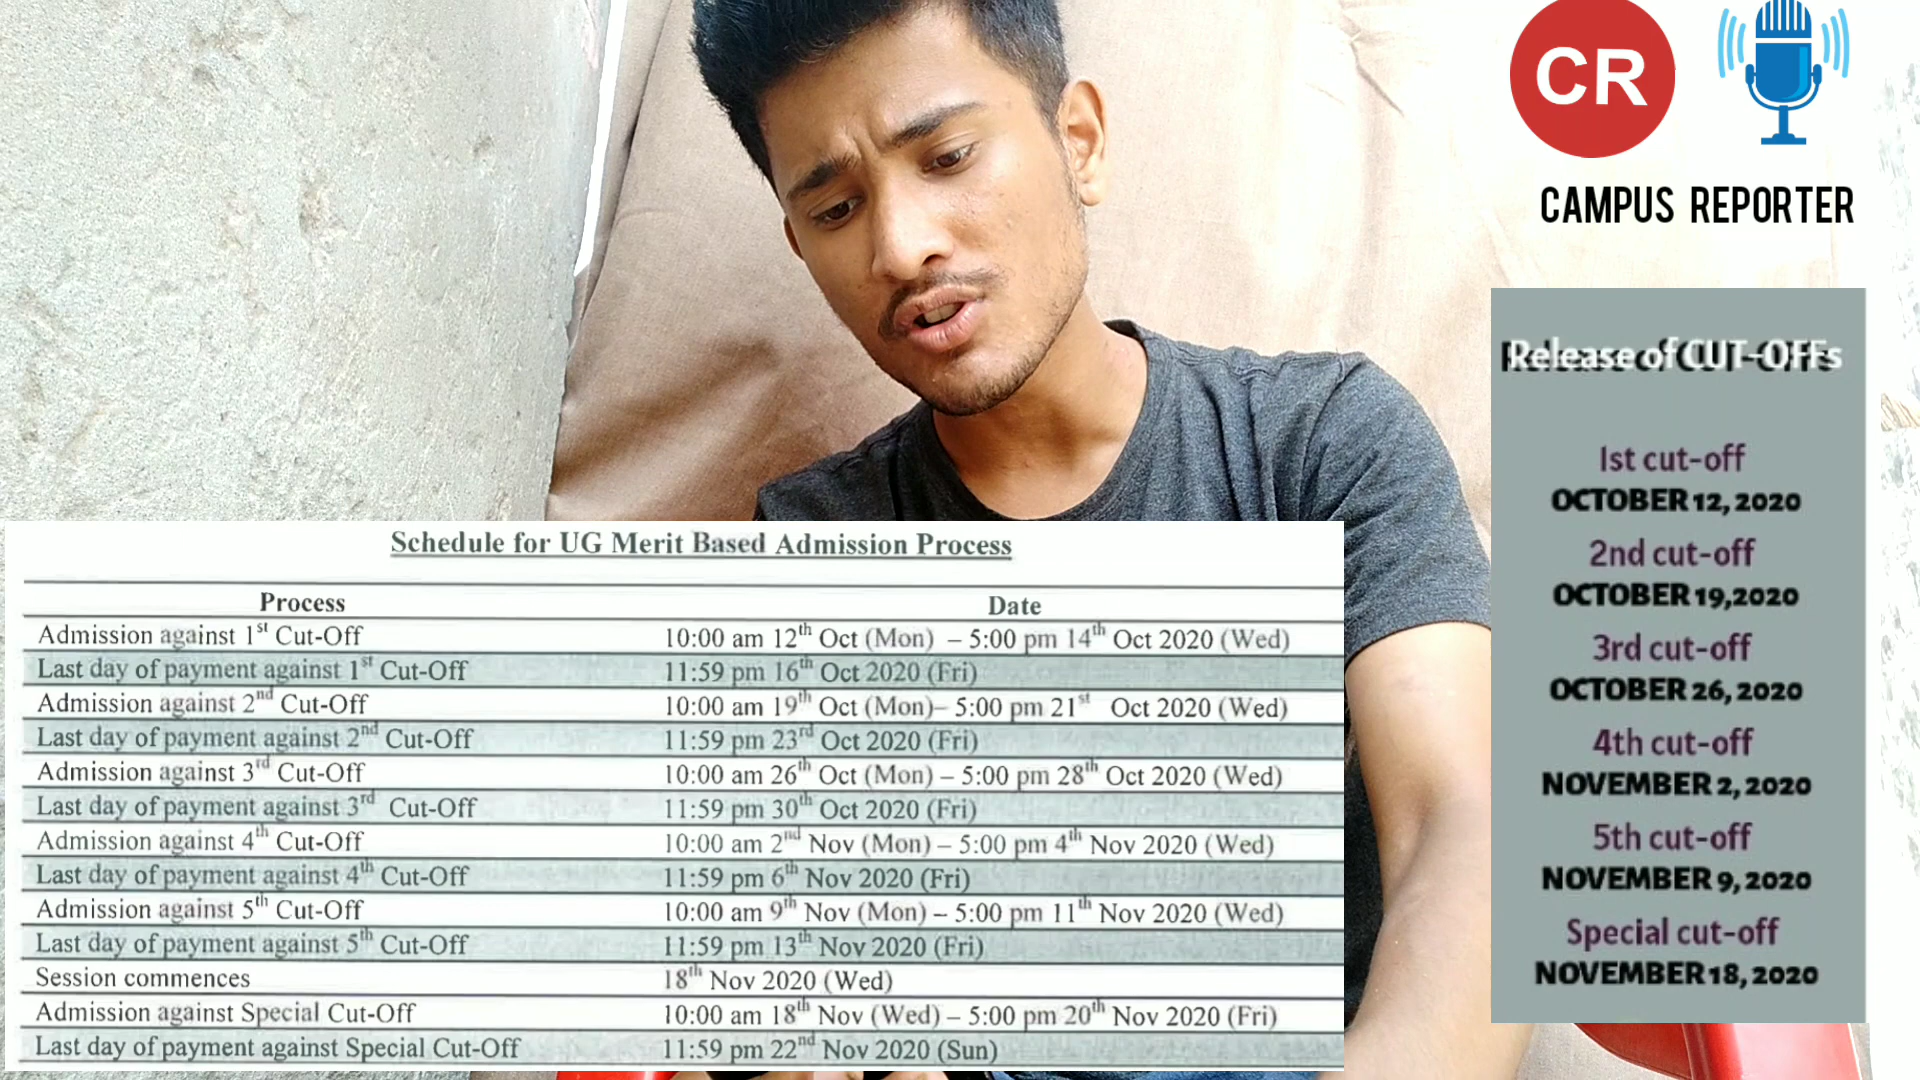 CR
CAMPUS REPORTER
Release of CUT-OFFs
1st cut-off
OCTOBER 12, 2020
2nd cut-off
OCTOBER 19,2020
3rd cut-off
OCTOBER 26, 2020
4th cut-off
NOVEMBER 2, 2020
5th cut-off
NOVEMBER 9, 2020
Special cut-off
NOVEMBER 18, 2020
Schedule for UG Merit Based Admission Process
Process Date
Admission against 1st Cut-Off 10:00 am 12th Oct (Mon) – 5:00 pm 14th Oct 2020 (Wed)
Last day of payment against 1st Cut-Off 11:59 pm 16th Oct 2020 (Fri)
Admission against 2nd Cut-Off 10:00 am 19th Oct (Mon)– 5:00 pm 21st Oct 2020 (Wed)
Last day of payment against 2nd Cut-Off 11:59 pm 23rd Oct 2020 (Fri)
Admission against 3rd Cut-Off 10:00 am 26th Oct (Mon) – 5:00 pm 28th Oct 2020 (Wed)
Last day of payment against 3rd Cut-Off 11:59 pm 30th Oct 2020 (Fri)
Admission against 4th Cut-Off 10:00 am 2nd Nov (Mon) – 5:00 pm 4th Nov 2020 (Wed)
Last day of payment against 4th Cut-Off 11:59 pm 6th Nov 2020 (Fri)
Admission against 5th Cut-Off 10:00 am 9th Nov (Mon) – 5:00 pm 11th Nov 2020 (Wed)
Last day of payment against 5th Cut-Off 11:59 pm 13th Nov 2020 (Fri)
Session commences 18th Nov 2020 (Wed)
Admission against Special Cut-Off 10:00 am 18th Nov (Wed) – 5:00 pm 20th Nov 2020 (Fri)
Last day of payment against Special Cut-Off 11:59 pm 22nd Nov 2020 (Sun)